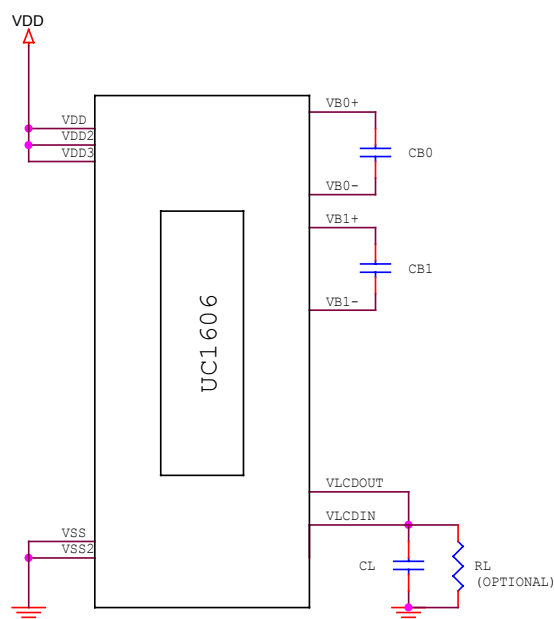 VDD
VDD
VDD2
VDD3
VB0+
CB0
VB0-
VB1+
CB1
VB1-
UC1606
VLCDOUT
VLCDIN
VSS
VSS2
CL
RL
(OPTIONAL)